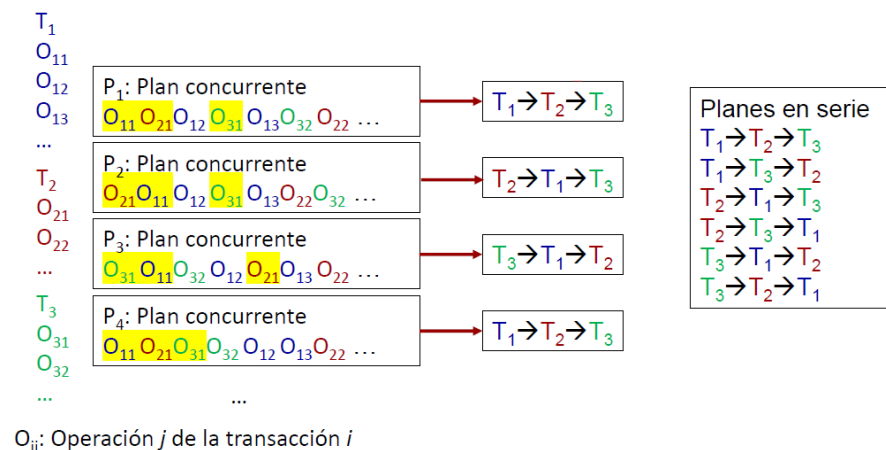 T₁
O₁₁
O₁₂
O₁₃
...
T₂
O₂₁
O₂₂
...
T₃
O₃₁
O₃₂
...
P₁: Plan concurrente
O₁₁ O₂₁ O₁₂ O₃₁ O₁₃ O₃₂ O₂₂ ...
T₁→T₂→T₃
P₂: Plan concurrente
O₂₁ O₁₁ O₁₂ O₃₁ O₁₃ O₂₂ O₃₂ ...
T₂→T₁→T₃
P₃: Plan concurrente
O₃₁ O₁₁ O₃₂ O₁₂ O₂₁ O₁₃ O₂₂ ...
T₃→T₁→T₂
P₄: Plan concurrente
O₁₁ O₂₁ O₃₁ O₃₂ O₁₂ O₁₃ O₂₂ ...
T₁→T₂→T₃
...
Planes en serie
T₁→T₂→T₃
T₁→T₃→T₂
T₂→T₁→T₃
T₂→T₃→T₁
T₃→T₁→T₂
T₃→T₂→T₁
Oᵢⱼ: Operación j de la transacción i